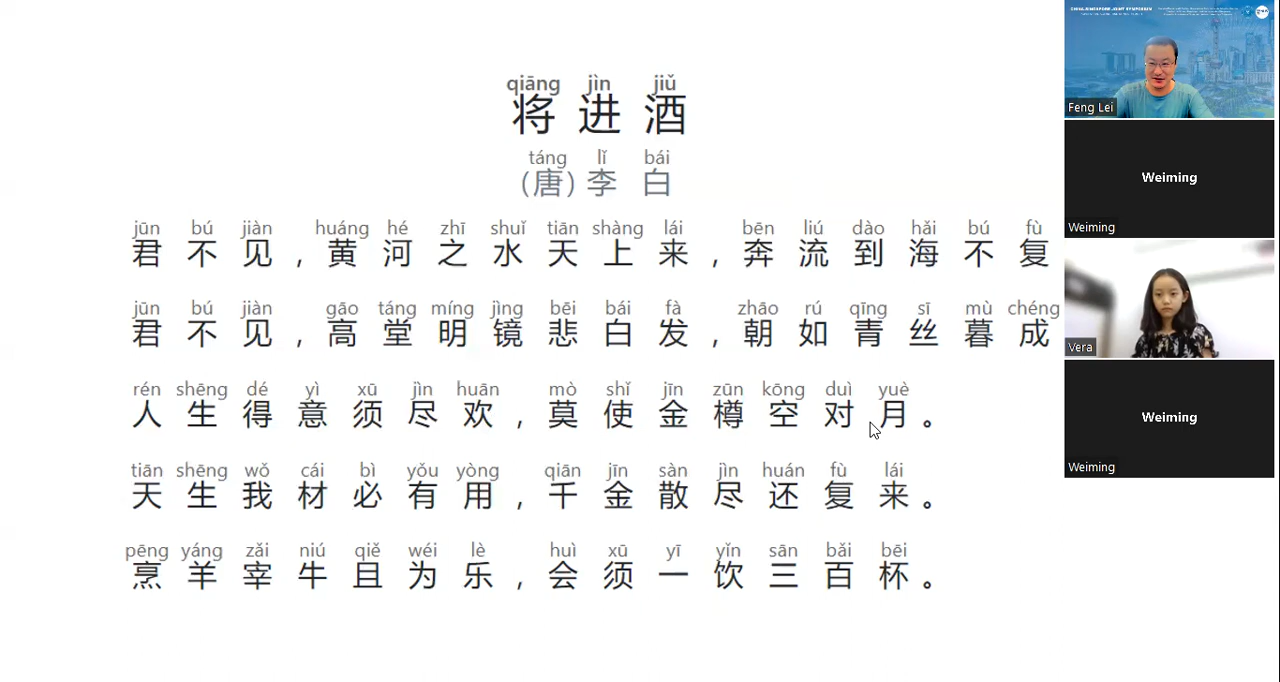 qiāng jìn jiǔ
将进酒
táng lǐ bái
（唐）李白
jūn bú jiàn huáng hé zhī shuǐ tiān shàng lái bēn liú dào hǎi bú fù
君不见，黄河之水天上来，奔流到海不复
jūn bú jiàn gāo táng míng jìng bēi bái fà zhāo rú qīng sī mù chéng
君不见，高堂明镜悲白发，朝如青丝暮成
rén shēng dé yì xū jìn huān mò shǐ jīn zūn kōng duì yuè
人生得意须尽欢，莫使金樽空对月。
tiān shēng wǒ cái bì yǒu yòng qiān jīn sàn jìn huán fù lái
天生我材必有用，千金散尽还复来。
pēng yáng zǎi niú qiě wéi lè huì xū yī yǐn sān bǎi bēi
烹羊宰牛且为乐，会须一饮三百杯。
CHINA-SINGAPORE JOINT SYMPOSIUM
Feng Lei
Weiming
Weiming
Vera
Weiming
Weiming